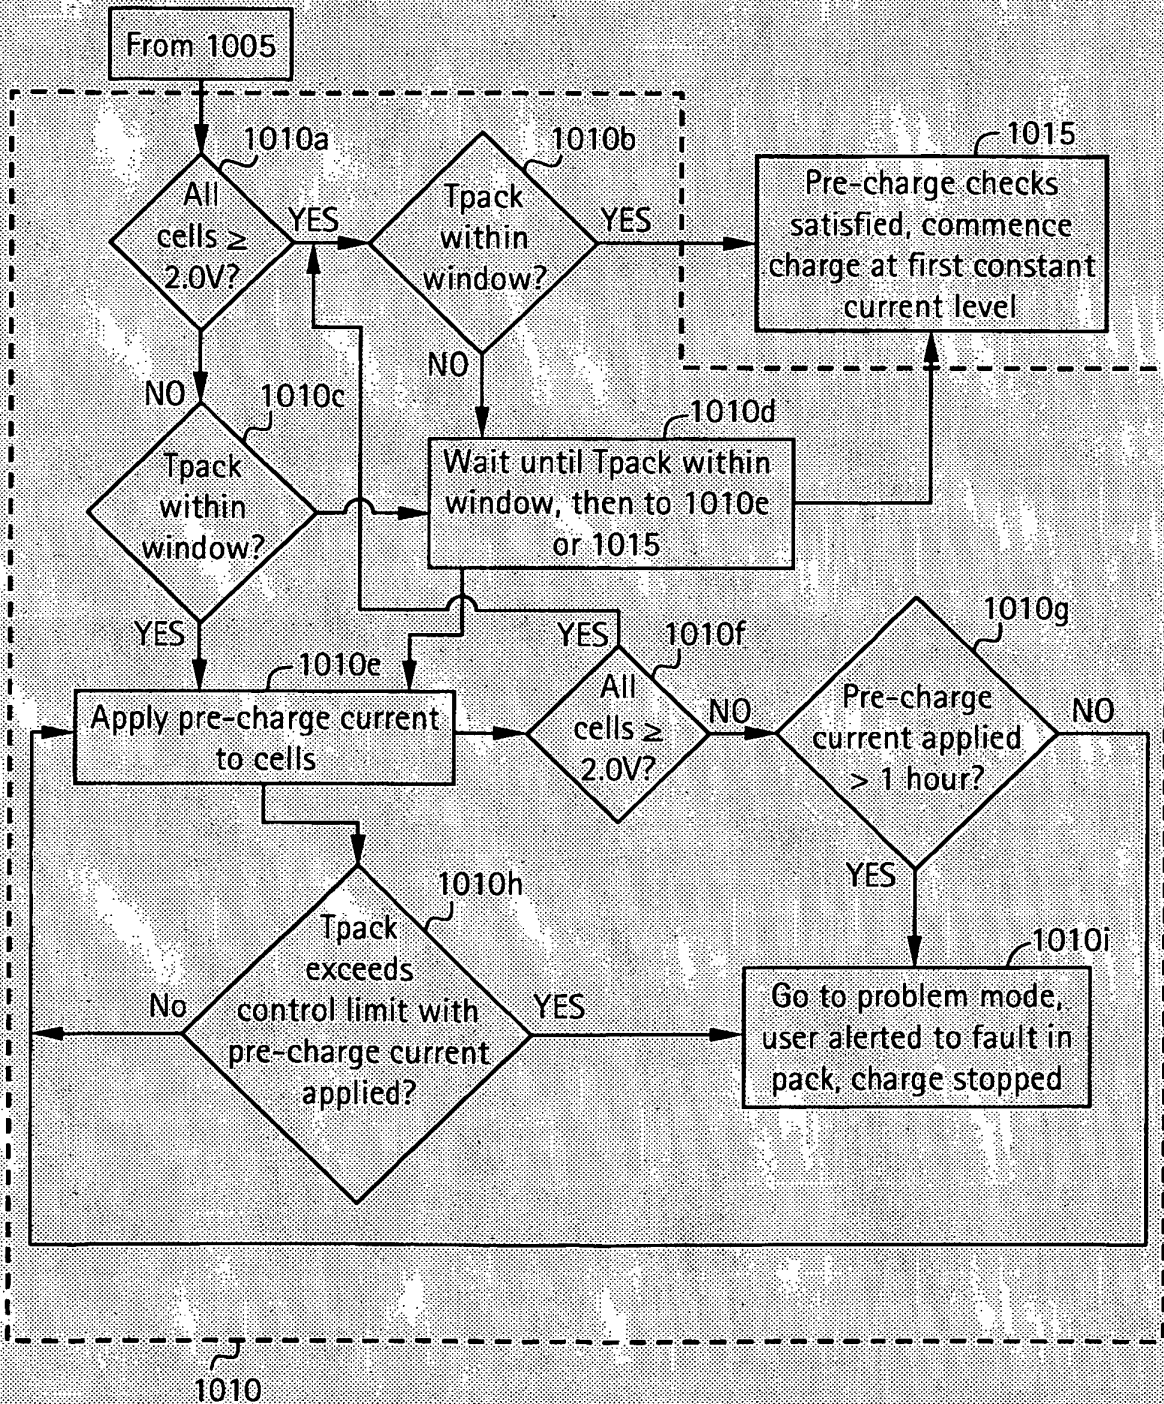 From 1005
1010a
All
cells ≥
2.0V?
YES
NO
1010b
Tpack
within
window?
YES
NO
1015
Pre-charge checks
satisfied, commence
charge at first constant
current level
1010c
Tpack
within
window?
YES
1010d
Wait until Tpack within
window, then to 1010e
or 1015
1010e
Apply pre-charge current
to cells
YES
1010f
All
cells ≥
2.0V?
NO
1010g
Pre-charge
current applied
> 1 hour?
NO
YES
1010h
Tpack
exceeds
control limit with
pre-charge current
applied?
No
YES
1010i
Go to problem mode,
user alerted to fault in
pack, charge stopped
1010